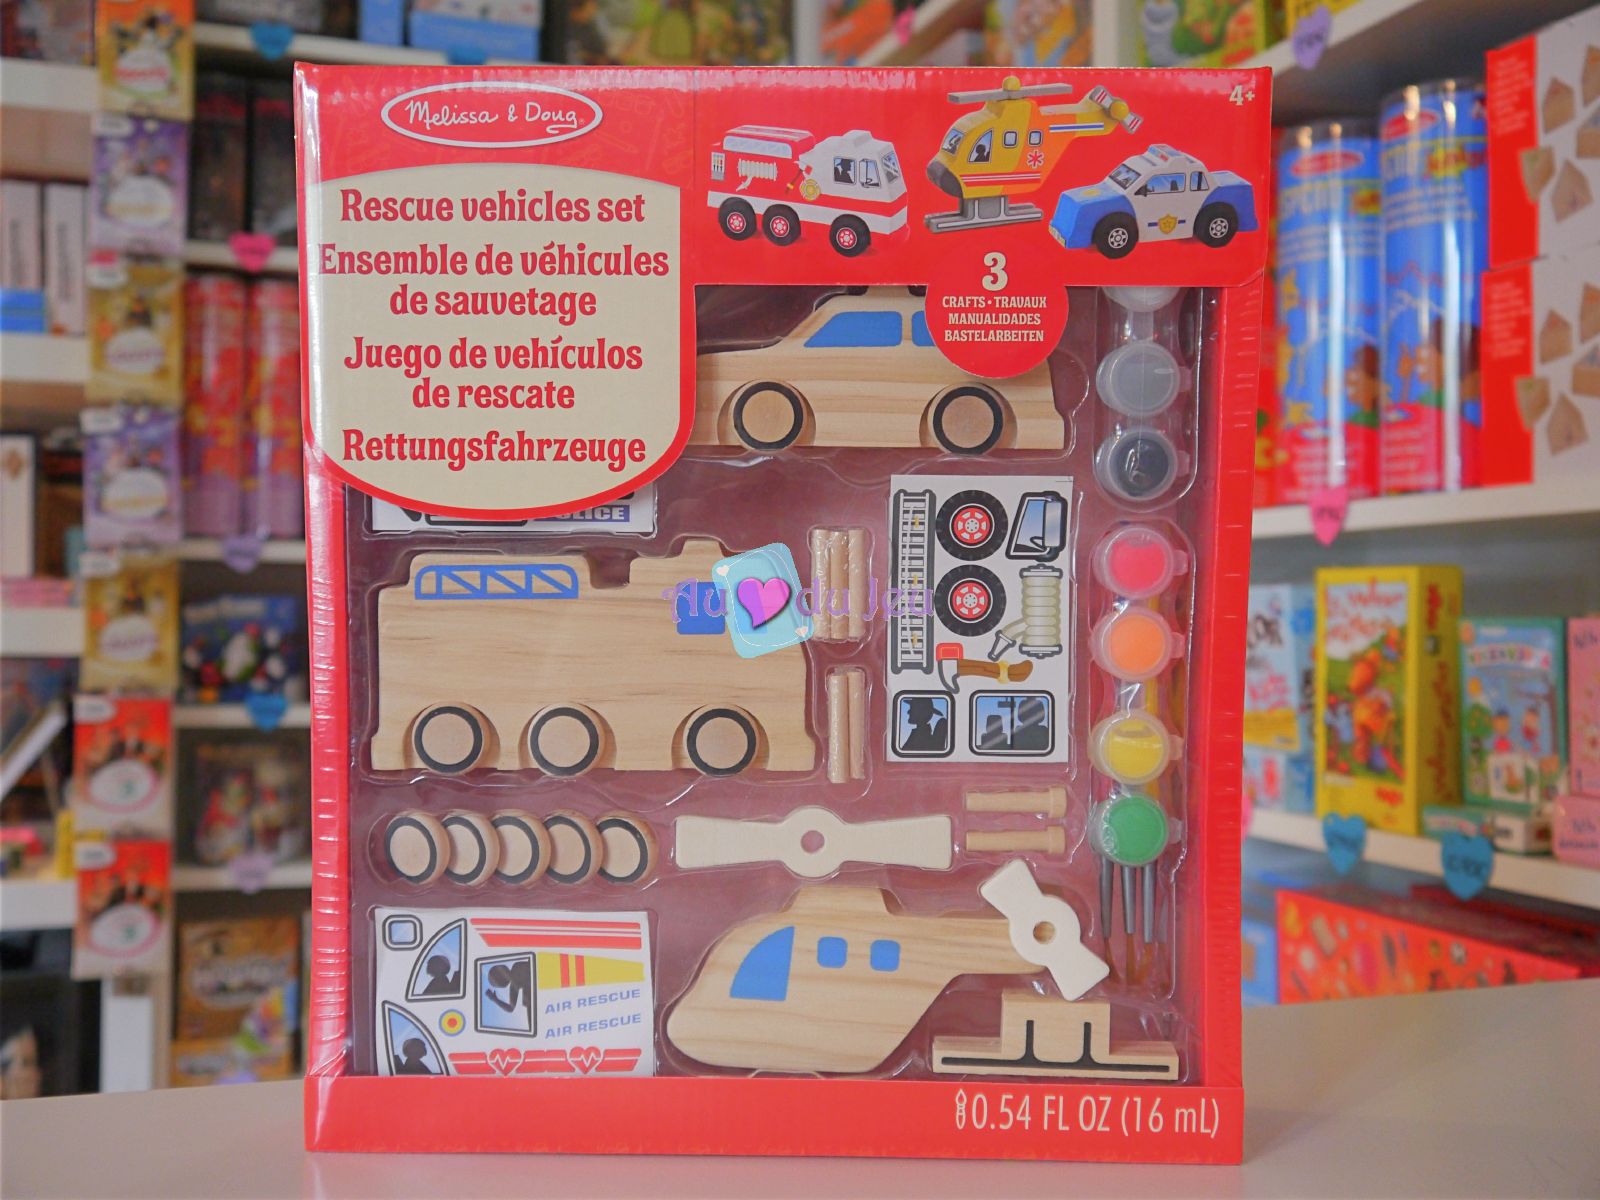 Melissa & Doug
4+
Rescue vehicles set
Ensemble de véhicules
de sauvetage
Juego de vehículos
de rescate
Rettungsfahrzeuge
3
CRAFTS • TRAVAUX
MANUALIDADES
BASTELARBEITEN
POLICE
Au du Jeu
AIR RESCUE
AIR RESCUE
0.54 FL OZ (16 mL)